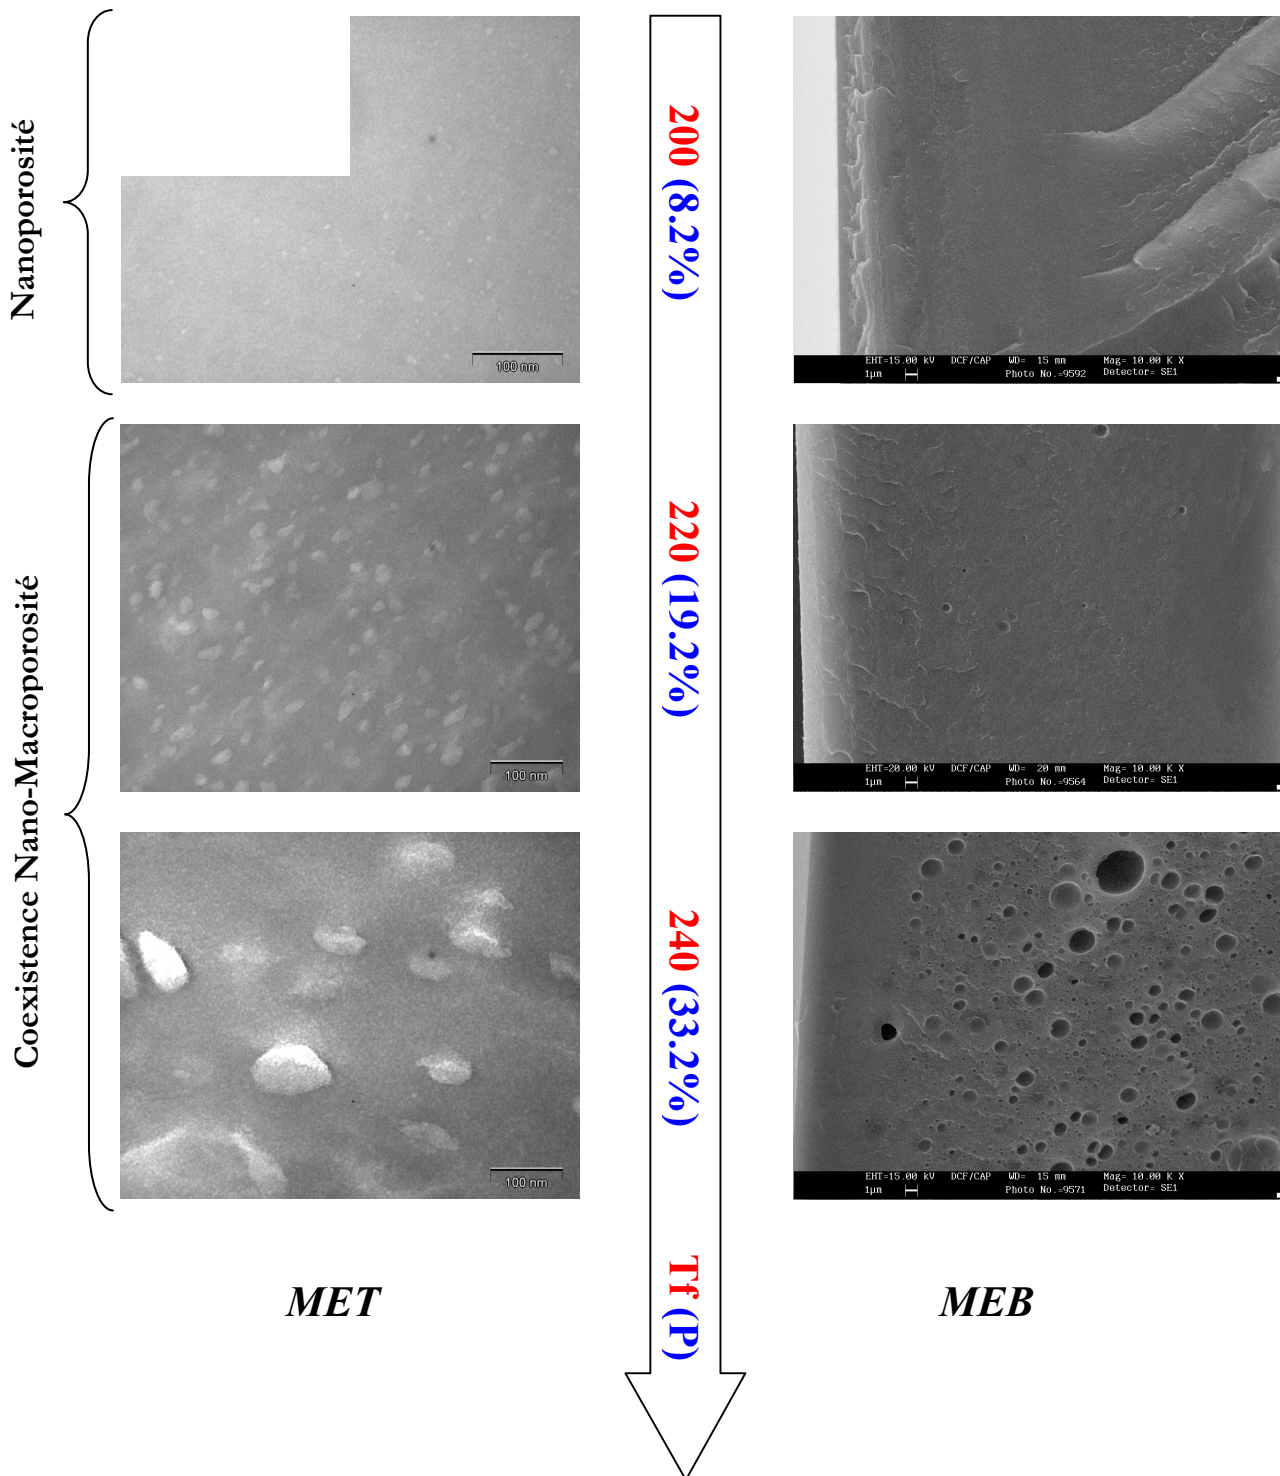 Nanoporosité
100 nm
200 (8.2%)
EHT=15.00 kV DCF/CAP WD= 15 mm Mag= 10.00 K X
1µm Photo No.=9592 Detector= SE1
Coexistence Nano-Macroporosité
100 nm
220 (19.2%)
EHT=20.00 kV DCF/CAP WD= 20 mm Mag= 10.00 K X
1µm Photo No.=9564 Detector= SE1
100 nm
240 (33.2%)
EHT=15.00 kV DCF/CAP WD= 15 mm Mag= 10.00 K X
1µm Photo No.=9571 Detector= SE1
MET
Tf (P)
MEB